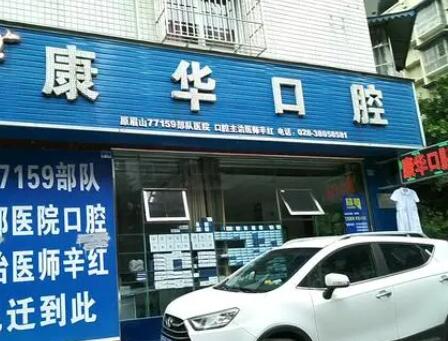 康华口腔
原眉山77159部队医院 口腔主治医师辛红 电话:028-38058581
康华口
7159部队
部医院口腔
治医师辛红
已迁到此